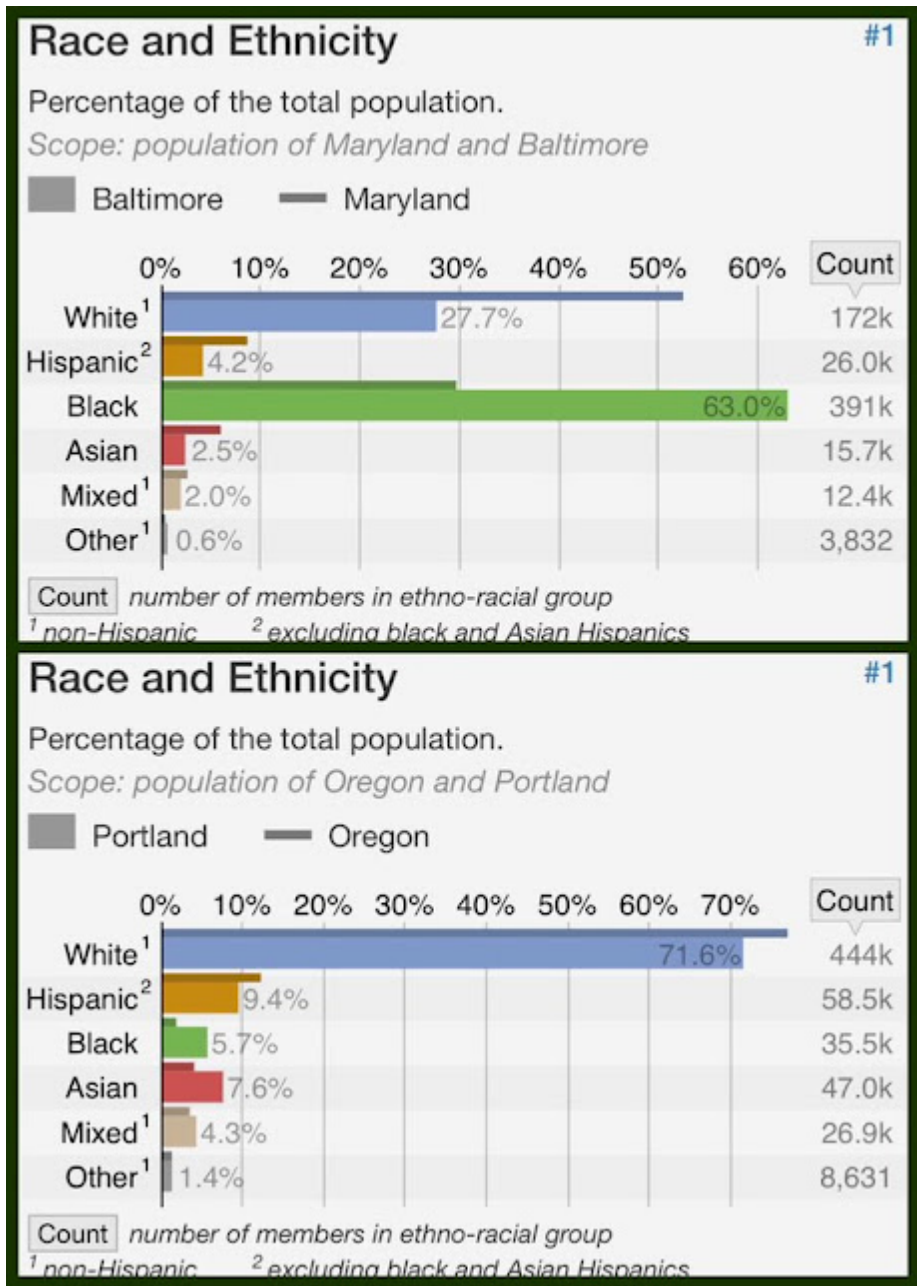 Race and Ethnicity #1
Percentage of the total population.
Scope: population of Maryland and Baltimore
Baltimore Maryland
0% 10% 20% 30% 40% 50% 60% Count
White¹ 27.7% 172k
Hispanic² 4.2% 26.0k
Black 63.0% 391k
Asian 2.5% 15.7k
Mixed¹ 2.0% 12.4k
Other¹ 0.6% 3,832
Count number of members in ethno-racial group
¹ non-Hispanic ² excluding black and Asian Hispanics
Race and Ethnicity #1
Percentage of the total population.
Scope: population of Oregon and Portland
Portland Oregon
0% 10% 20% 30% 40% 50% 60% 70% Count
White¹ 71.6% 444k
Hispanic² 9.4% 58.5k
Black 5.7% 35.5k
Asian 7.6% 47.0k
Mixed¹ 4.3% 26.9k
Other¹ 1.4% 8,631
Count number of members in ethno-racial group
¹ non-Hispanic ² excluding black and Asian Hispanics